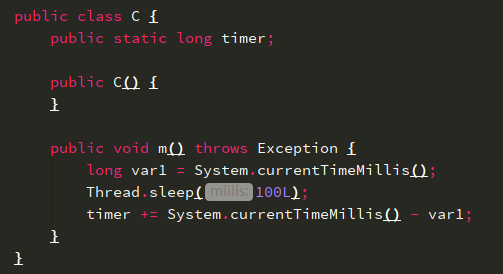 public class C {
public static long timer;
public C() {
}
public void m() throws Exception {
long var1 = System.currentTimeMillis();
Thread.sleep( millis: 100L);
timer += System.currentTimeMillis() - var1;
}
}